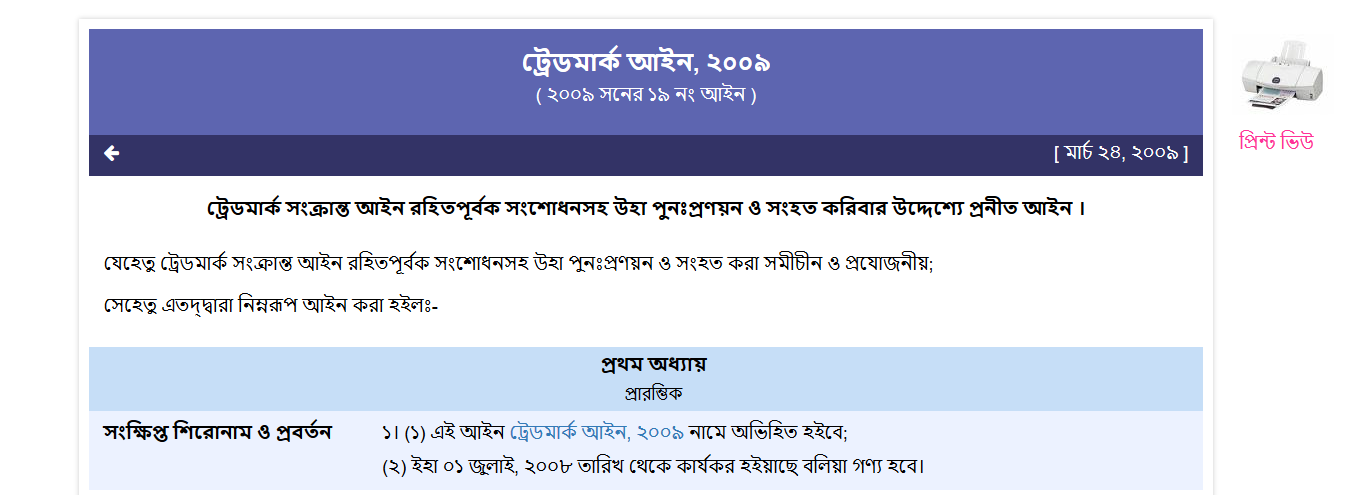 ট্রেডমার্ক আইন, ২০০৯
( ২০০৯ সনের ১৯ নং আইন )
[ মার্চ ২৪, ২০০৯ ]
প্রিন্ট ভিউ
ট্রেডমার্ক সংক্রান্ত আইন রহিতপূর্বক সংশোধনসহ উহা পুনঃপ্রণয়ন ও সংহত করিবার উদ্দেশ্যে প্রনীত আইন ।
যেহেতু ট্রেডমার্ক সংক্রান্ত আইন রহিতপূর্বক সংশোধনসহ উহা পুনঃপ্রণয়ন ও সংহত করা সমীচীন ও প্রযোজনীয়;
সেহেতু এতদ্দ্বারা নিম্নরূপ আইন করা হইলঃ-
প্রথম অধ্যায়
প্রারম্ভিক
সংক্ষিপ্ত শিরোনাম ও প্রবর্তন
১। (১) এই আইন ট্রেডমার্ক আইন, ২০০৯ নামে অভিহিত হইবে;
(২) ইহা ০১ জুলাই, ২০০৮ তারিখ থেকে কার্যকর হইয়াছে বলিয়া গণ্য হবে।